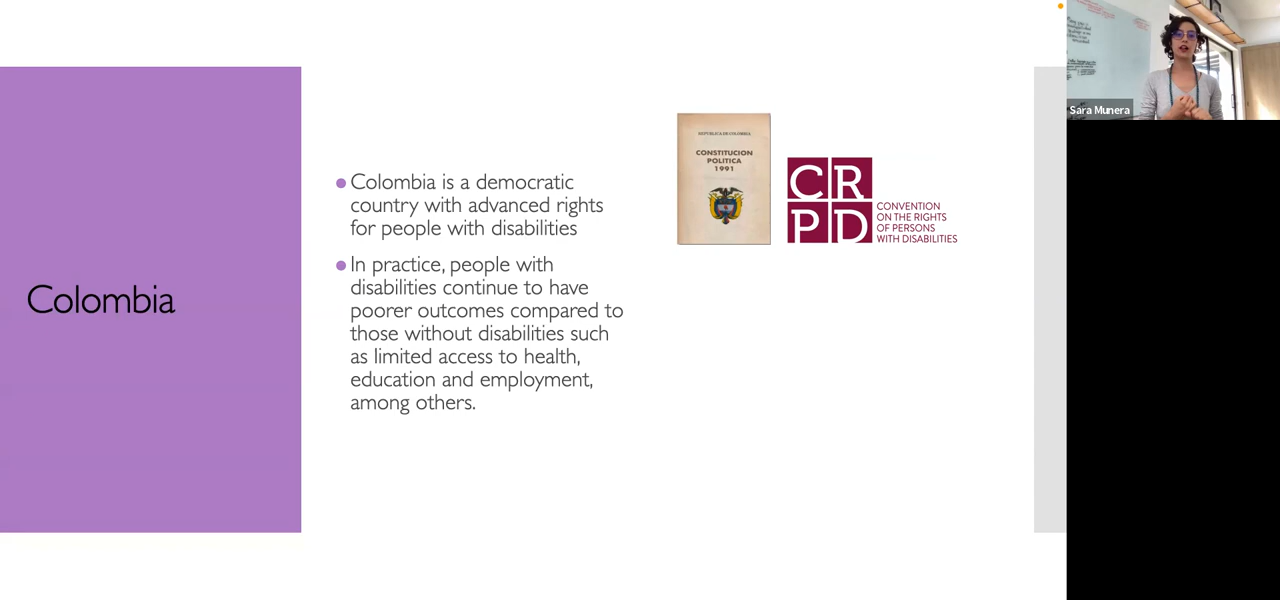 Colombia
Colombia is a democratic
country with advanced rights
for people with disabilities
In practice, people with
disabilities continue to have
poorer outcomes compared to
those without disabilities such
as limited access to health,
education and employment,
among others.
REPUBLICA DE COLOMBIA
CONSTITUCION
POLITICA
1991
CR
PD
CONVENTION
ON THE RIGHTS
OF PERSONS
WITH DISABILITIES
Sara Munera